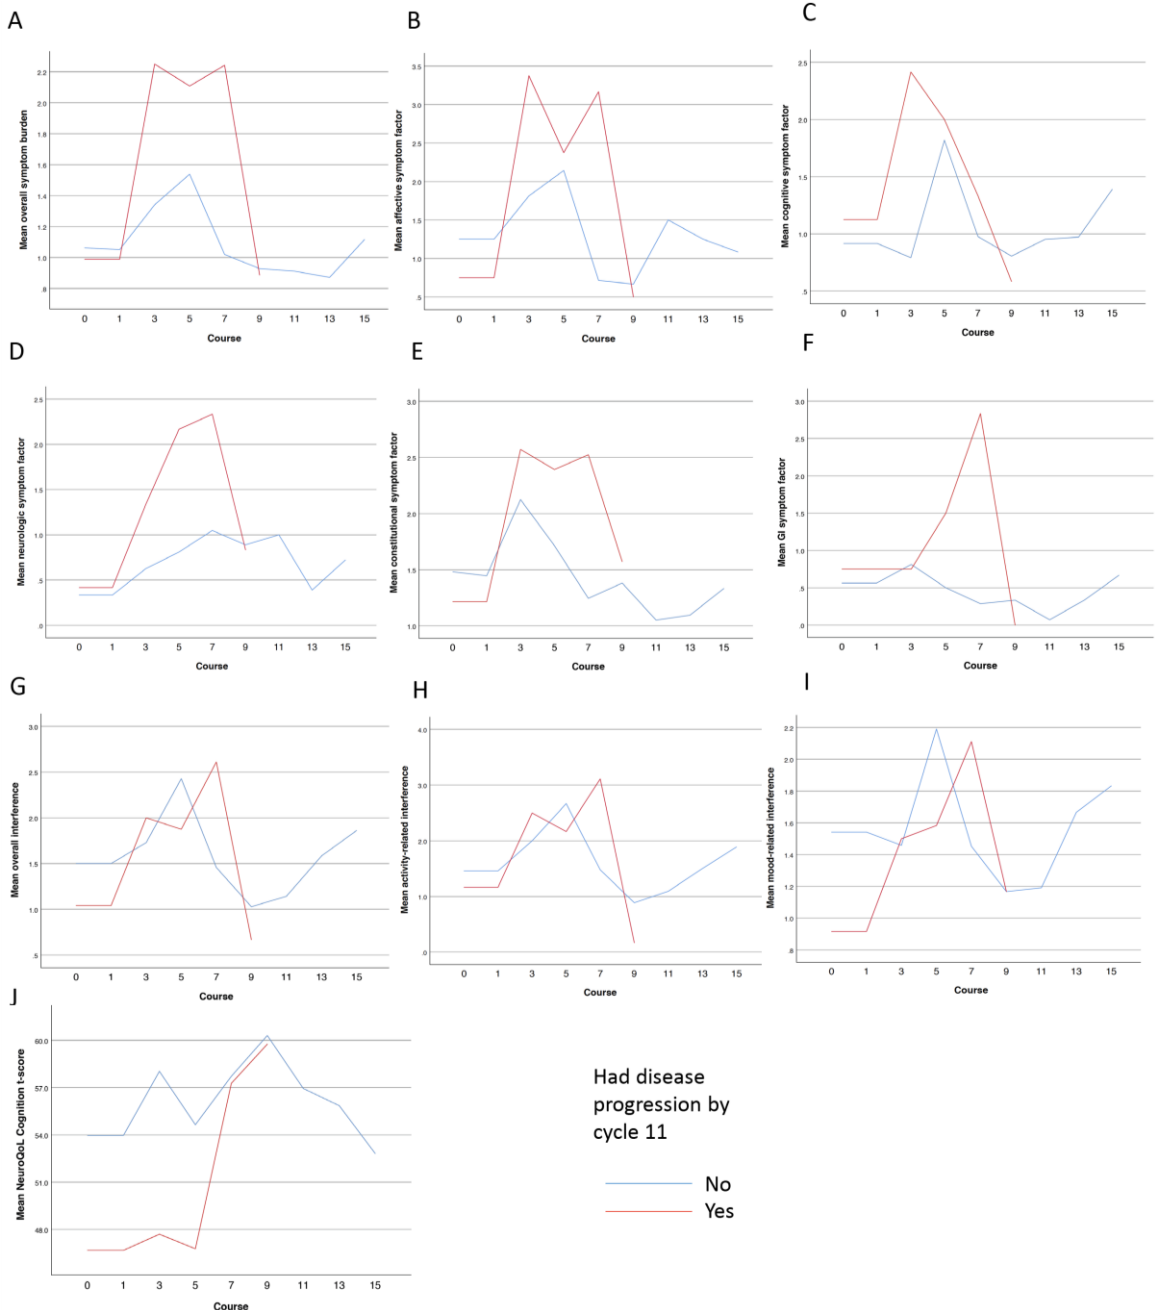 A
B
C
Mean overall symptom burden
2.2
2.0
1.8
1.6
1.4
1.2
1.0
.8
0 1 3 5 7 9 11 13 15
Course
Mean affective symptom factor
3.5
3.0
2.5
2.0
1.5
1.0
.5
0 1 3 5 7 9 11 13 15
Course
Mean cognitive symptom factor
2.5
2.0
1.5
1.0
.5
0 1 3 5 7 9 11 13 15
Course
D
E
F
Mean neurologic symptom factor
2.5
2.0
1.5
1.0
.5
.0
0 1 3 5 7 9 11 13 15
Course
Mean constitutional symptom factor
3.0
2.5
2.0
1.5
1.0
0 1 3 5 7 9 11 13 15
Course
Mean GI symptom factor
3.0
2.5
2.0
1.5
1.0
.5
.0
0 1 3 5 7 9 11 13 15
Course
G
H
I
Mean overall interference
3.0
2.5
2.0
1.5
1.0
.5
0 1 3 5 7 9 11 13 15
Course
Mean activity-related interference
4.0
3.0
2.0
1.0
.0
0 1 3 5 7 9 11 13 15
Course
Mean mood-related interference
2.2
2.0
1.8
1.6
1.4
1.2
1.0
.8
0 1 3 5 7 9 11 13 15
Course
J
Mean NeuroQoL Cognition t-score
60.0
57.0
54.0
51.0
48.0
0 1 3 5 7 9 11 13 15
Course
Had disease
progression by
cycle 11
No
Yes